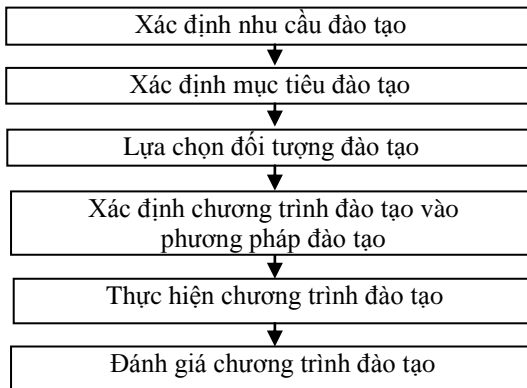 Xác định nhu cầu đào tạo
Xác định mục tiêu đào tạo
Lựa chọn đối tượng đào tạo
Xác định chương trình đào tạo vào
phương pháp đào tạo
Thực hiện chương trình đào tạo
Đánh giá chương trình đào tạo